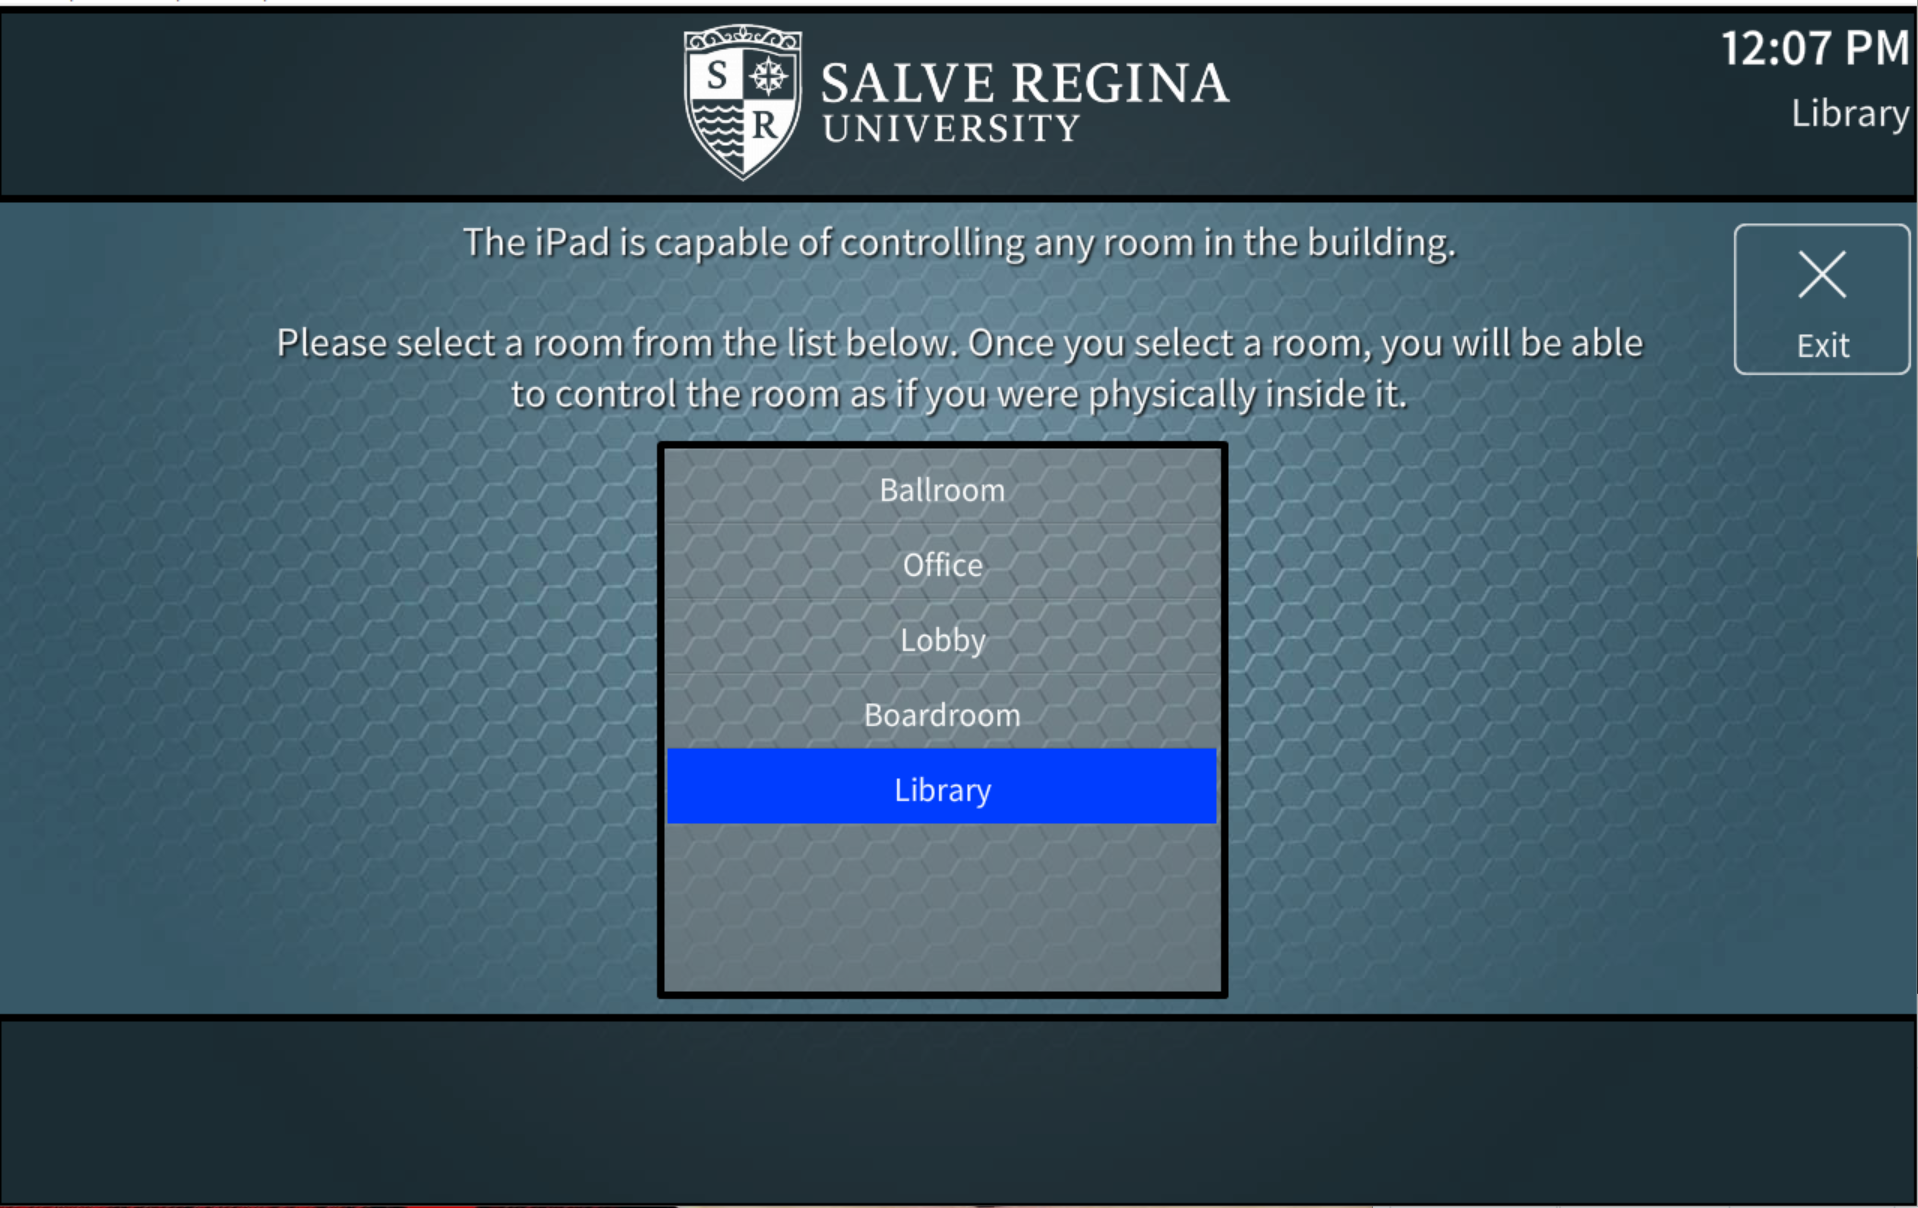 S
R
SALVE REGINA
UNIVERSITY
12:07 PM
Library
The iPad is capable of controlling any room in the building.
Please select a room from the list below. Once you select a room, you will be able
to control the room as if you were physically inside it.
Exit
Ballroom
Office
Lobby
Boardroom
Library